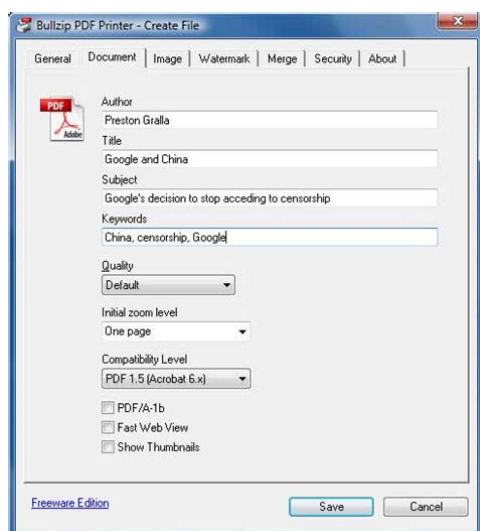 Bullzip PDF Printer - Create File
General Document Image Watermark Merge Security About
PDF
Adobe
Author
Preston Gralla
Title
Google and China
Subject
Google's decision to stop acceding to censorship
Keywords
China, censorship, Google
Quality
Default
Initial zoom level
One page
Compatibility Level
PDF 1.5 (Acrobat 6.x)
PDF/A-1b
Fast Web View
Show Thumbnails
Freeware Edition Save Cancel